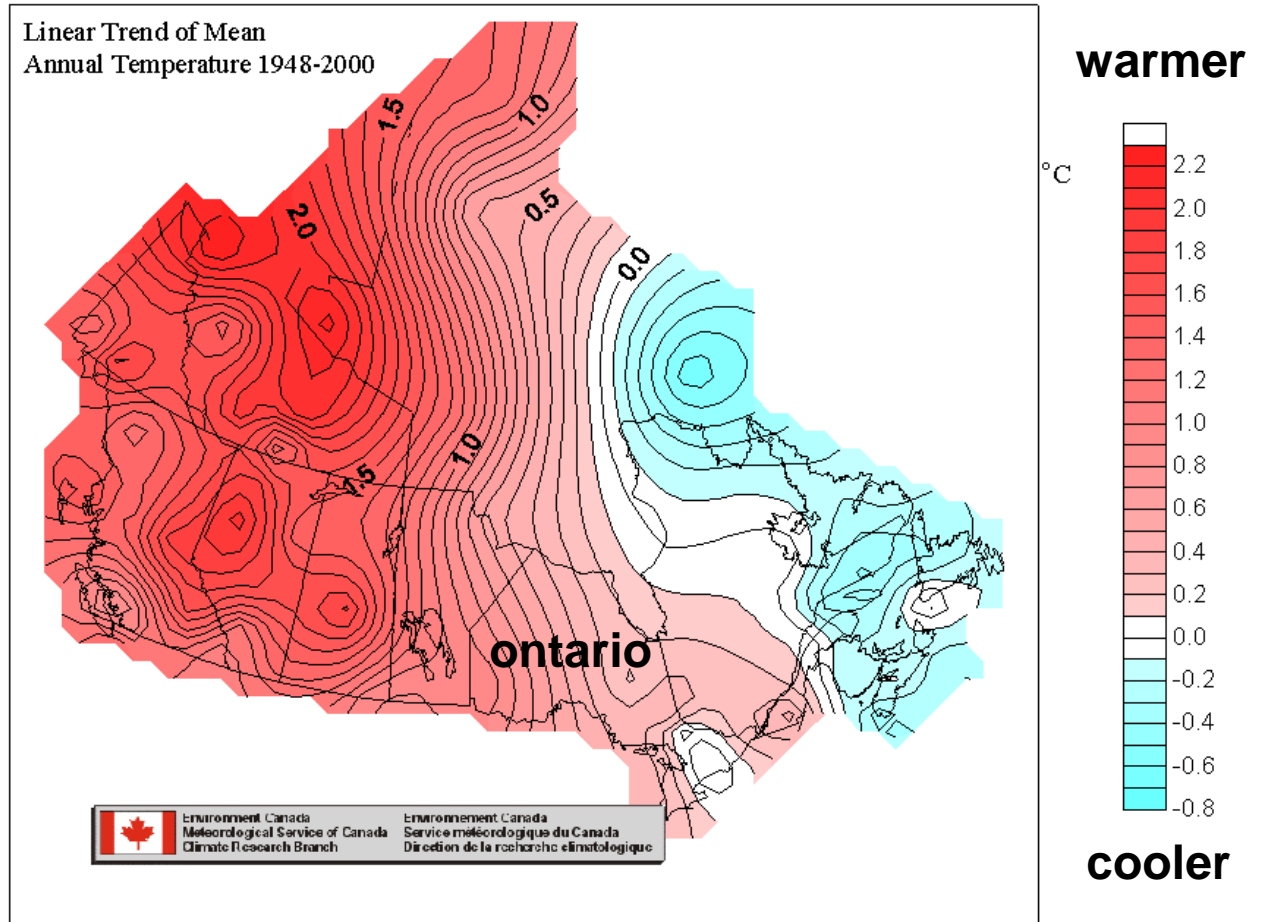 Linear Trend of Mean
Annual Temperature 1948-2000
warmer
°C
2.2
2.0
1.8
1.6
1.4
1.2
1.0
0.8
0.6
0.4
0.2
0.0
-0.2
-0.4
-0.6
-0.8
cooler
1.5
1.0
2.0
0.5
0.0
1.0
1.5
ontario
Environment Canada
Meteorological Service of Canada
Climate Research Branch
Environnement Canada
Service météorologique du Canada
Direction de la recherche climatologique